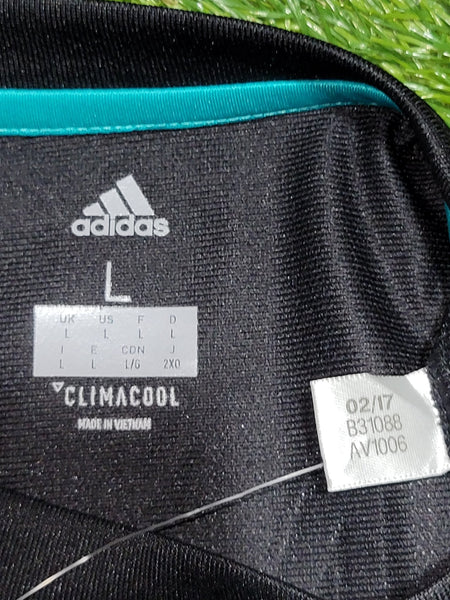 adidas
L
UK US F D
L L L L
I E CDN J
L L L/G 2XO
CLIMACOOL
MADE IN VIETNAM
02/17
B31088
AV1006